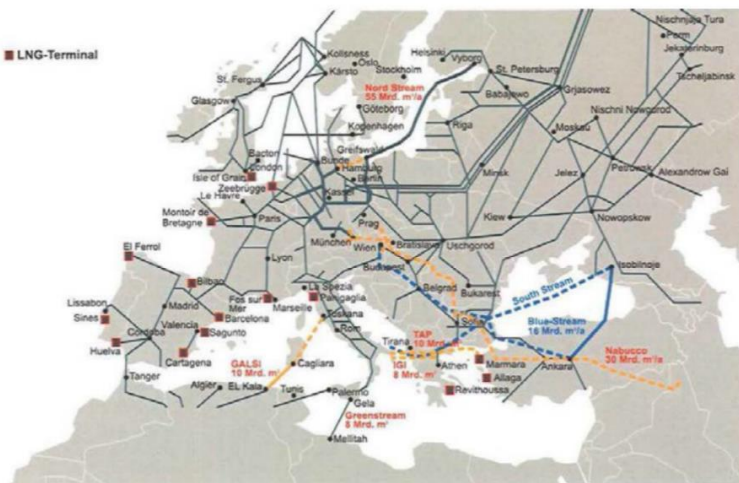 LNG-Terminal
Nischnjaja Tura
Perm
Jekaterinburg
Tscheljabinsk
Helsinki
Vyborg
Kollsness
Oslo
Stockholm
Kårsto
St. Fergus
St. Petersburg
Babajewo
Grjasowez
Nord Stream
55 Mrd. m³/a
Glasgow
Göteborg
Kopenhagen
Riga
Nischni Nowgorod
Moskau
Greifswald
Bacton
London
Bunde
Hamburg
Berlin
Minsk
Jelez
Petrowsk
Alexandrow Gai
Isle of Grain
Zeebrügge
Kassel
Le Havre
Montoir de
Bretagne
Paris
Prag
Kiew
Nowopskow
München
Wien
Bratislava
Uschgorod
El Ferrol
Lyon
Budapest
Isobilnoje
Bilbao
La Spezia
Panigaglia
Belgrad
Bukarest
South Stream
Lissabon
Sines
Madrid
Fos sur
Mer
Marseille
Toskana
Barcelona
Valencia
Sagunto
Rom
Sofia
Blue-Stream
16 Mrd. m³/a
Tirana
TAP
10 Mrd.
Cordoba
Huelva
Cartagena
GALSI
10 Mrd. m³
Cagliara
IGI
8 Mrd. m³
Athen
Marmara
Aliaga
Ankara
Nabucco
30 Mrd. m³/a
Tanger
Algier
EL Kala
Tunis
Palermo
Gela
Revithoussa
Greenstream
8 Mrd. m³
Mellitah